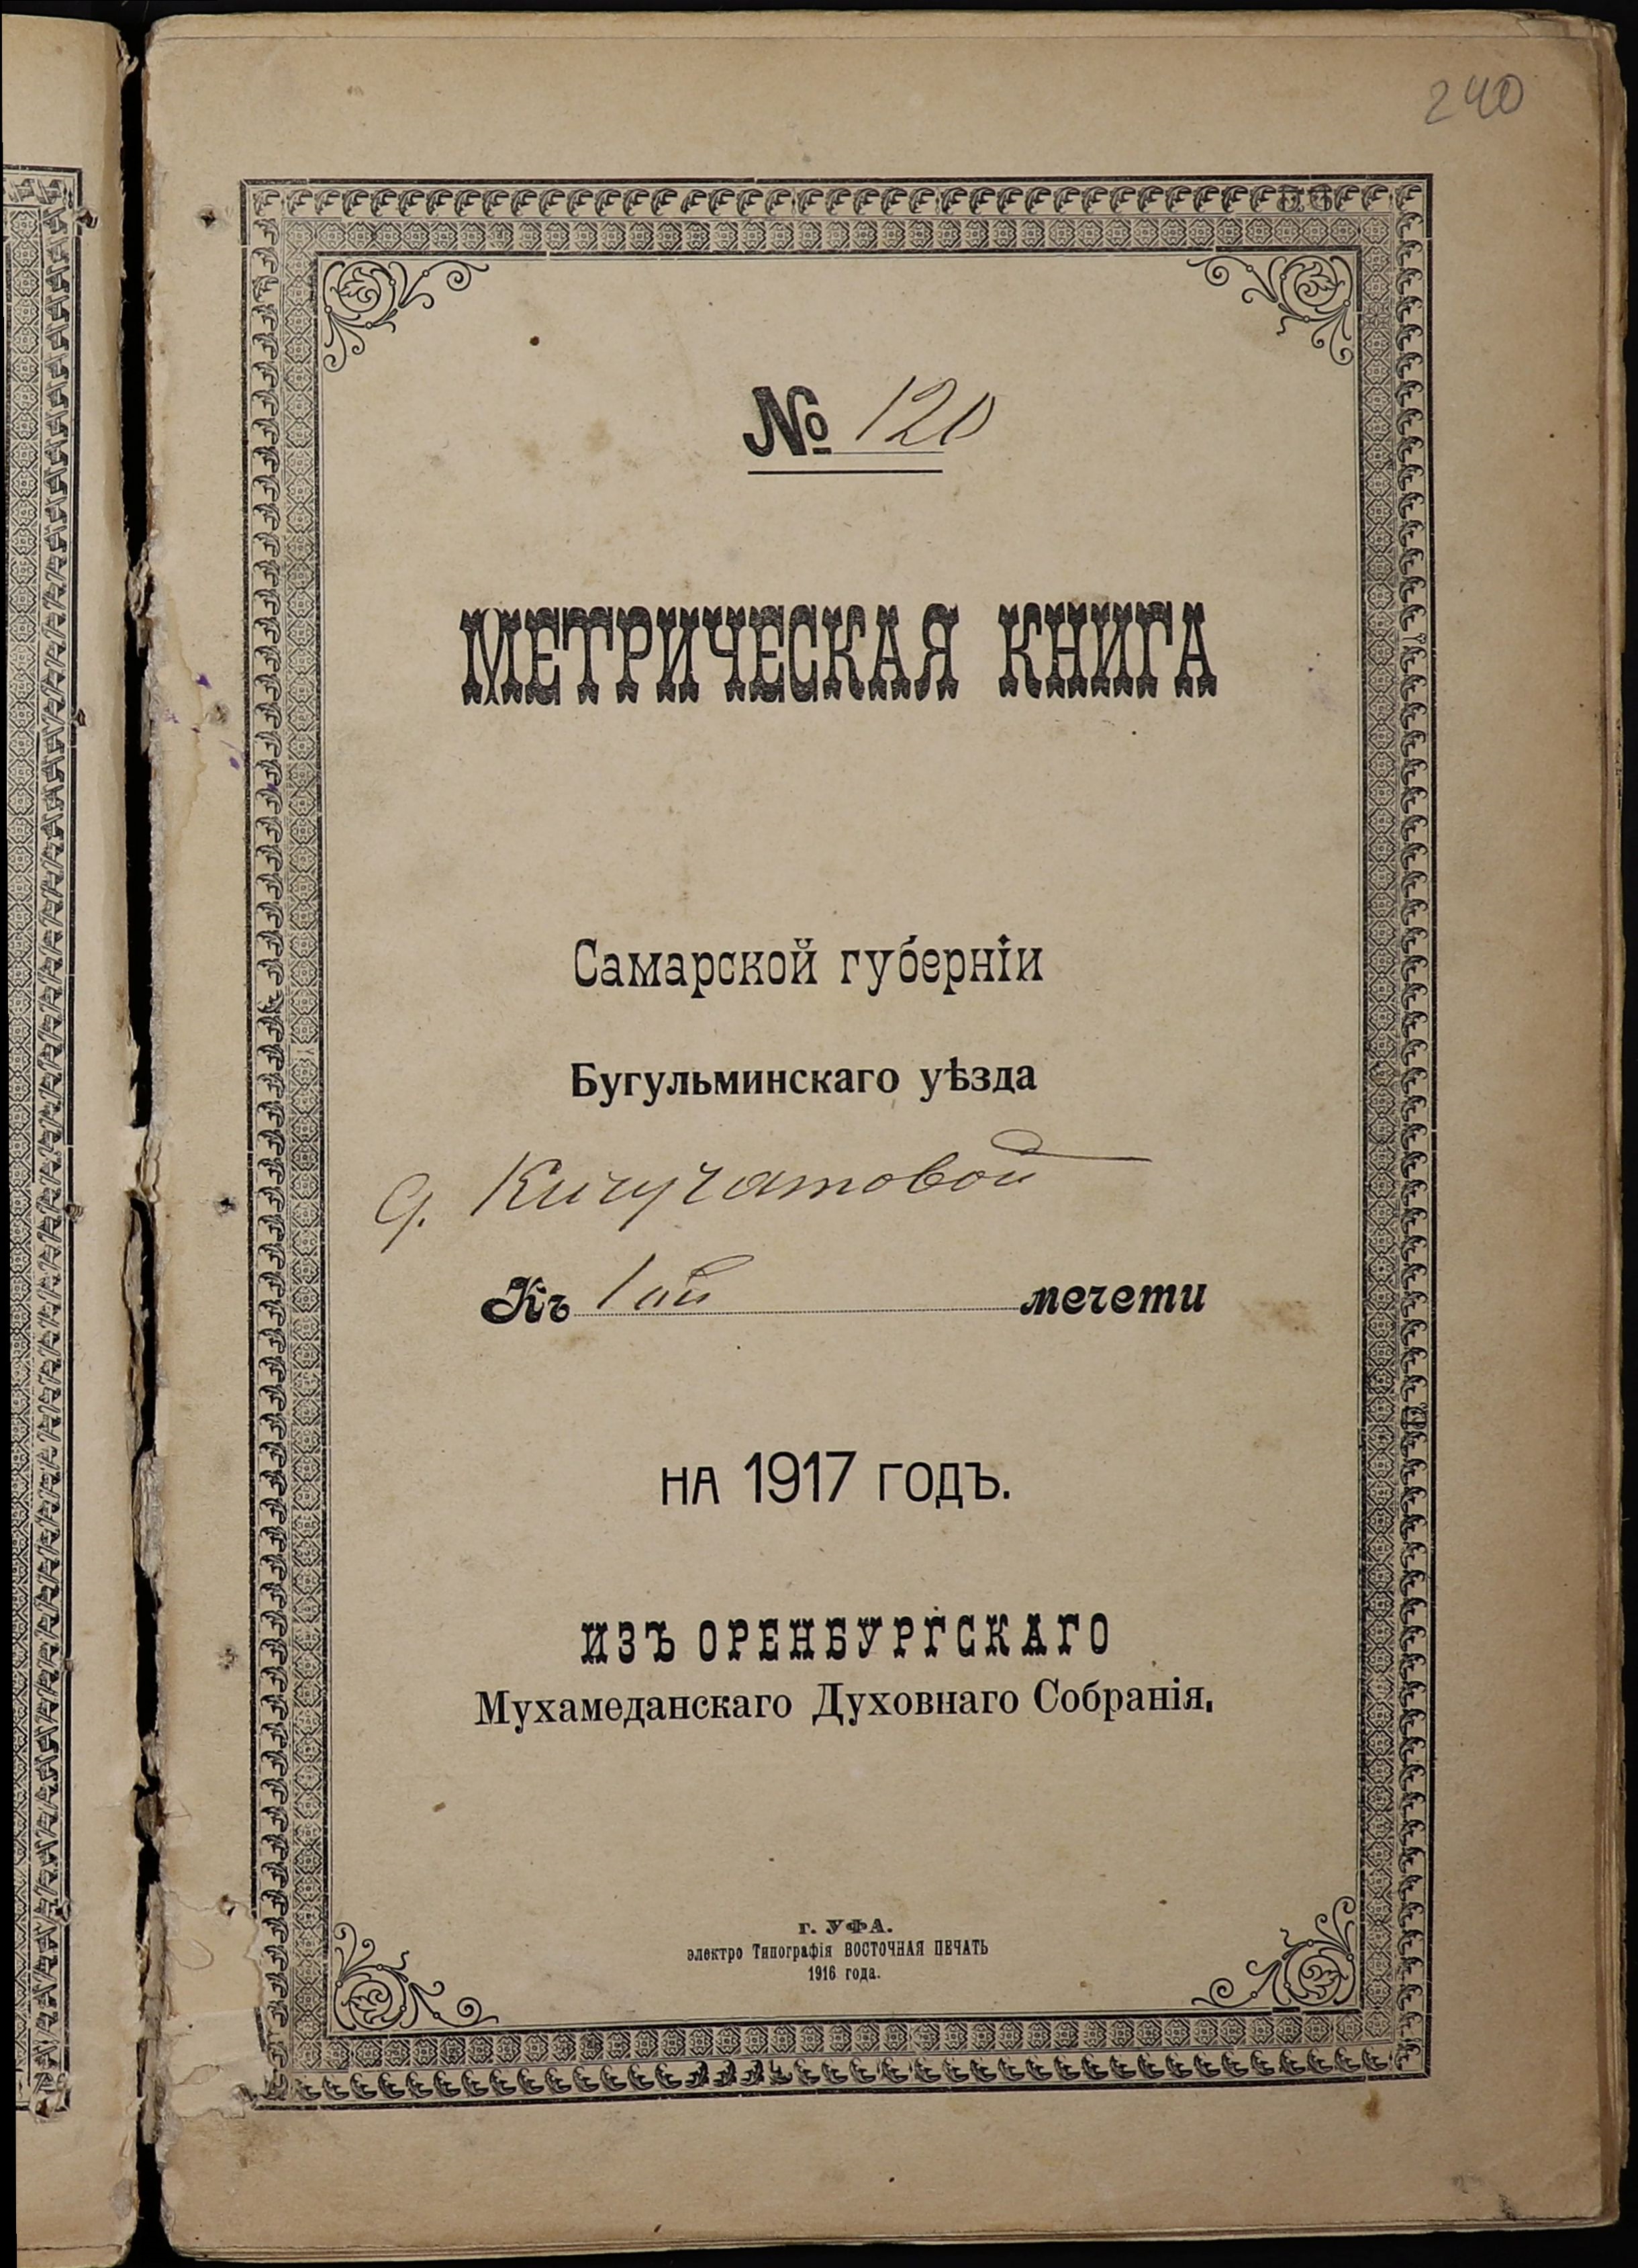 240
№ 120
МЕТРИЧЕСКАЯ КНИГА
Самарской губернiи
Бугульминскаго уѣзда
д. Кичучатовой
Къ 1ой мечети
НА 1917 ГОДЪ.
ИЗЪ ОРЕНБУРГСКАГО
Мухамеданскаго Духовнаго Собранiя.
г. УФА.
электро Типографiя ВОСТОЧНАЯ ПЕЧАТЬ
1916 года.